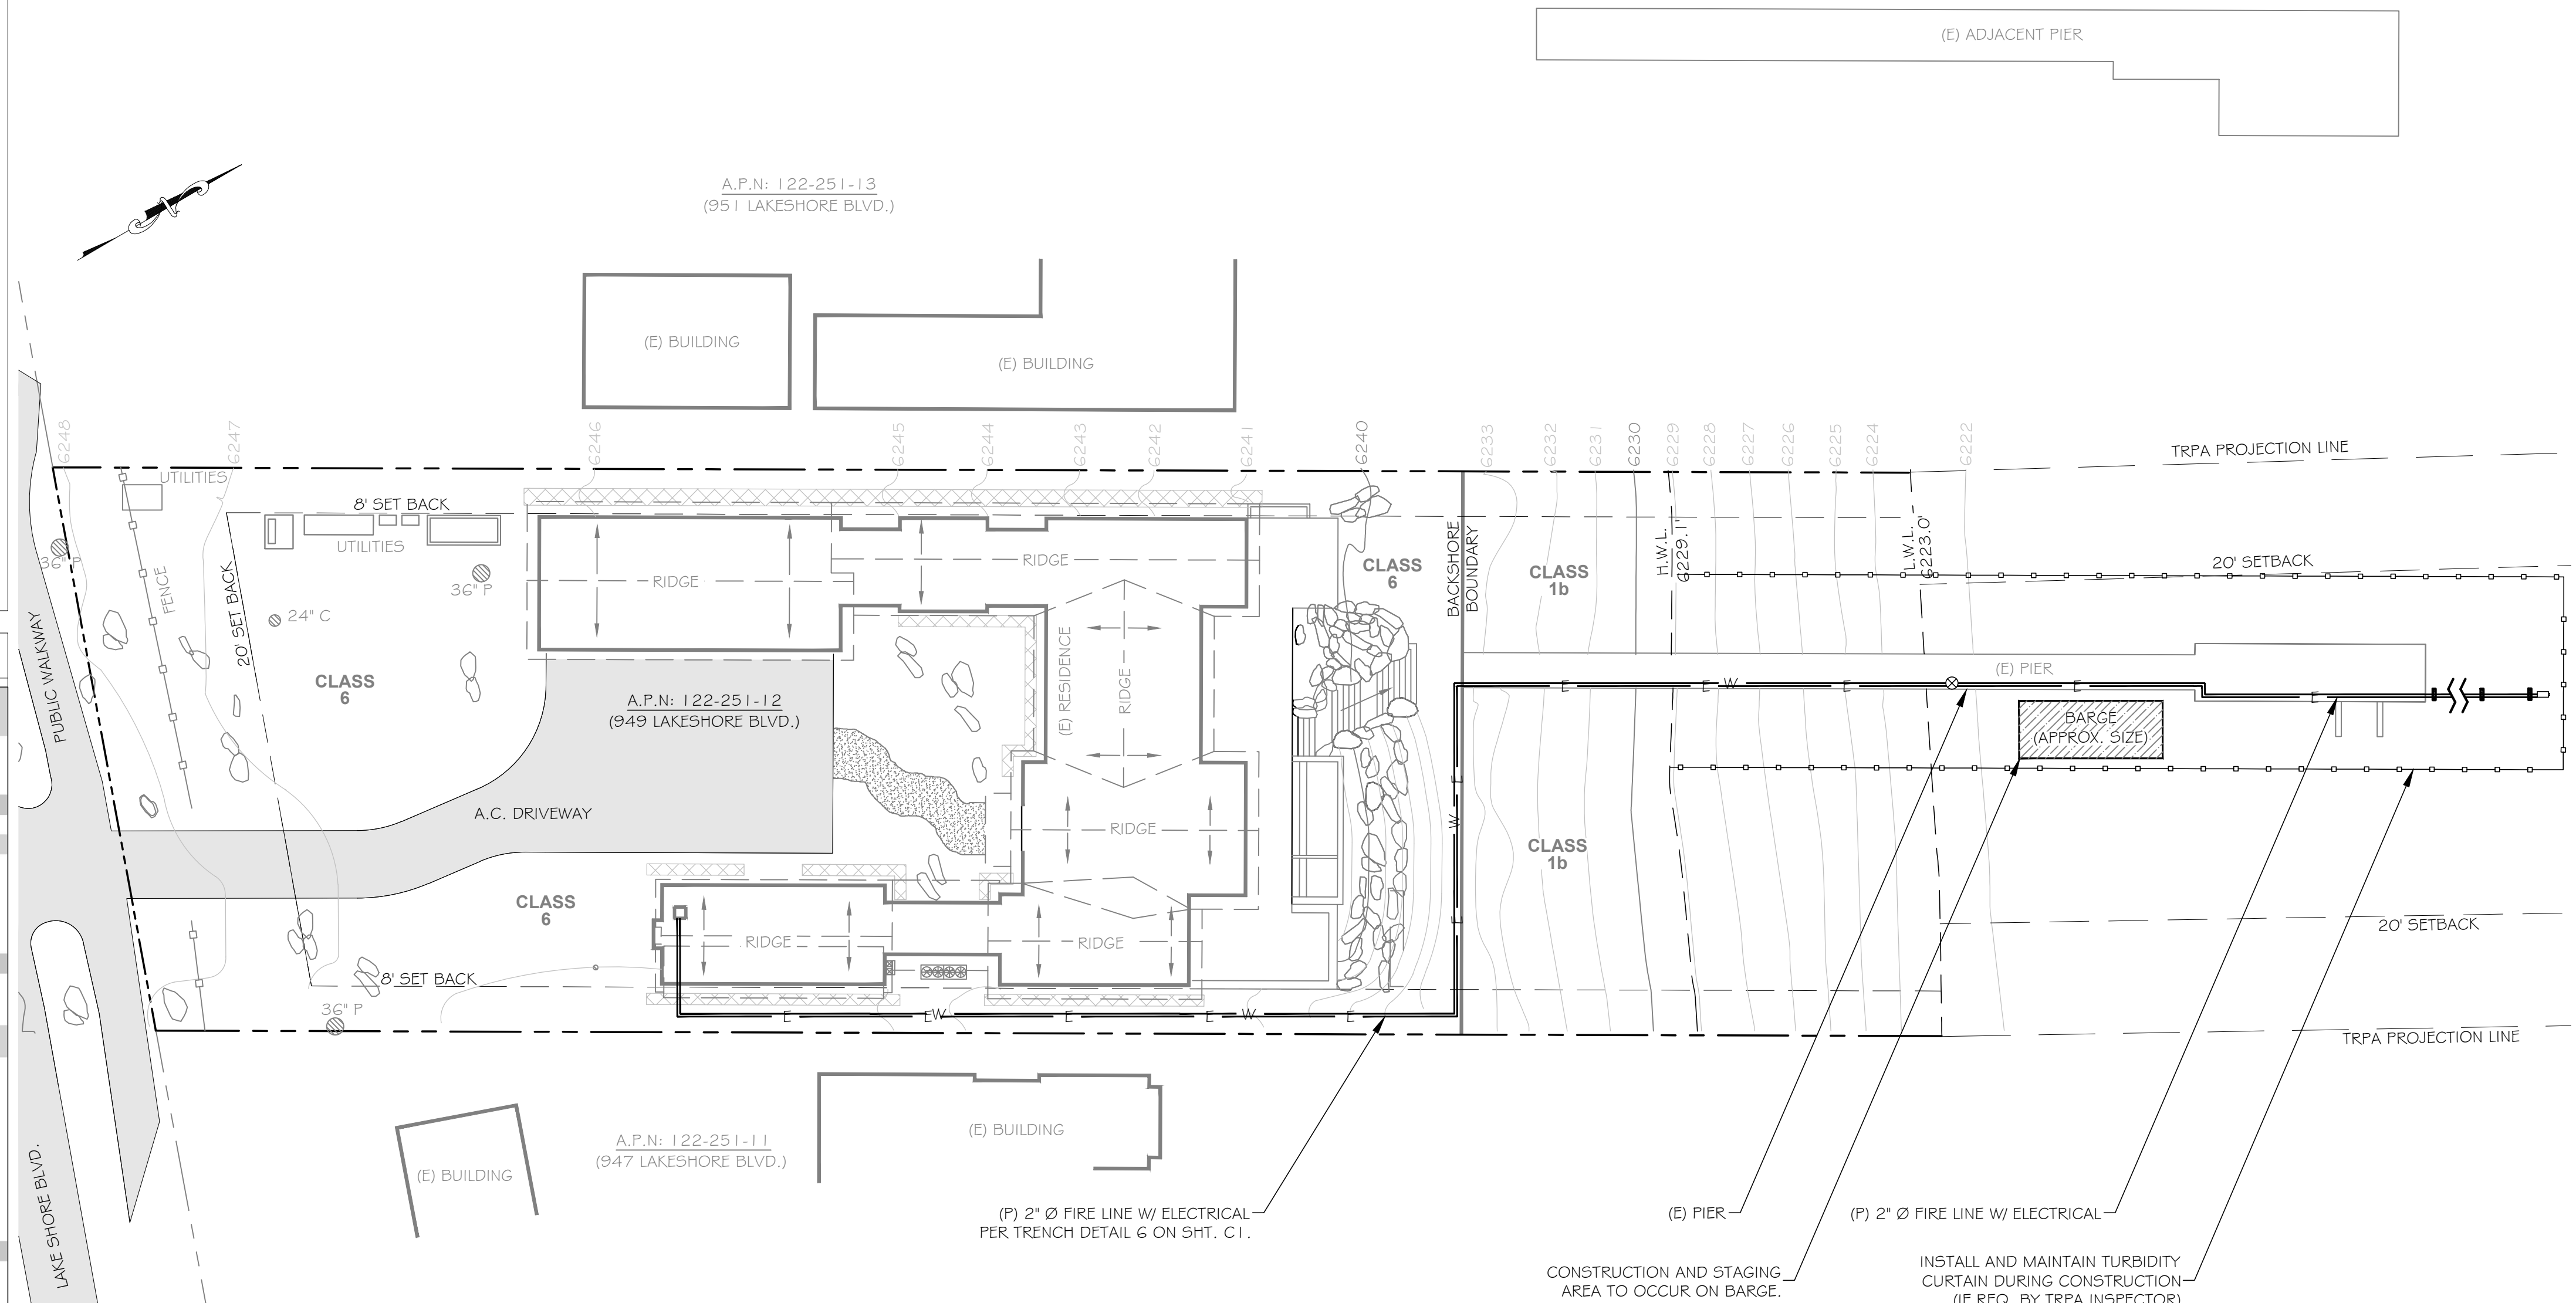 (E) ADJACENT PIER
A.P.N: 122-251-13
(951 LAKESHORE BLVD.)
(E) BUILDING
(E) BUILDING
6248
6247
6246
6245
6244
6243
6242
6241
6240
6233
6232
6231
6230
6229
6228
6227
6226
6225
6224
6222
TRPA PROJECTION LINE
UTILITIES
8' SET BACK
UTILITIES
36" P
36" P
24" C
FENCE
20' SET BACK
PUBLIC WALKWAY
CLASS
6
RIDGE
RIDGE
(E) RESIDENCE
RIDGE
CLASS
6
BACKSHORE
BOUNDARY
CLASS
1b
H.W.L.
6229.1'
L.W.L.
6223.0'
20' SETBACK
(E) PIER
E
E
W
E
E
E
BARGE
(APPROX. SIZE)
A.P.N: 122-251-12
(949 LAKESHORE BLVD.)
A.C. DRIVEWAY
RIDGE
E
W
E
CLASS
1b
CLASS
6
RIDGE
RIDGE
20' SETBACK
8' SET BACK
36" P
E
E
W
E
E
W
E
TRPA PROJECTION LINE
A.P.N: 122-251-11
(947 LAKESHORE BLVD.)
(E) BUILDING
(E) BUILDING
LAKE SHORE BLVD.
(P) 2" Ø FIRE LINE W/ ELECTRICAL
PER TRENCH DETAIL 6 ON SHT. C1.
(E) PIER
(P) 2" Ø FIRE LINE W/ ELECTRICAL
CONSTRUCTION AND STAGING
AREA TO OCCUR ON BARGE.
INSTALL AND MAINTAIN TURBIDITY
CURTAIN DURING CONSTRUCTION
(IF REQ. BY TRPA INSPECTOR)